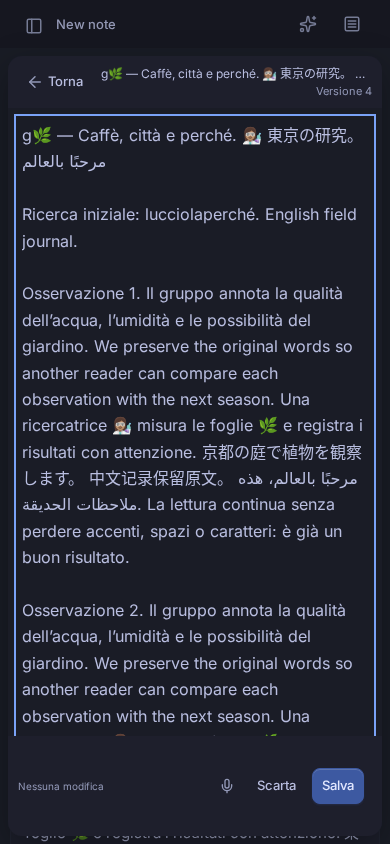 New note
Torna
g🌿 — Caffè, città e perché. 👩🏽‍🔬 東京の研究。 …
Versione 4
g🌿 — Caffè, città e perché. 👩🏽‍🔬 東京の研究。
مرحبًا بالعالم
Ricerca iniziale: lucciolaperché. English field
journal.
Osservazione 1. Il gruppo annota la qualità
dell’acqua, l’umidità e le possibilità del
giardino. We preserve the original words so
another reader can compare each
observation with the next season. Una
ricercatrice 👩🏽‍🔬 misura le foglie 🌿 e registra i
risultati con attenzione. 京都の庭で植物を観察
します。 中文记录保留原文。 مرحبًا بالعالم، هذه
ملاحظات الحديقة. La lettura continua senza
perdere accenti, spazi o caratteri: è già un
buon risultato.
Osservazione 2. Il gruppo annota la qualità
dell’acqua, l’umidità e le possibilità del
giardino. We preserve the original words so
another reader can compare each
observation with the next season. Una
Nessuna modifica
Scarta
Salva